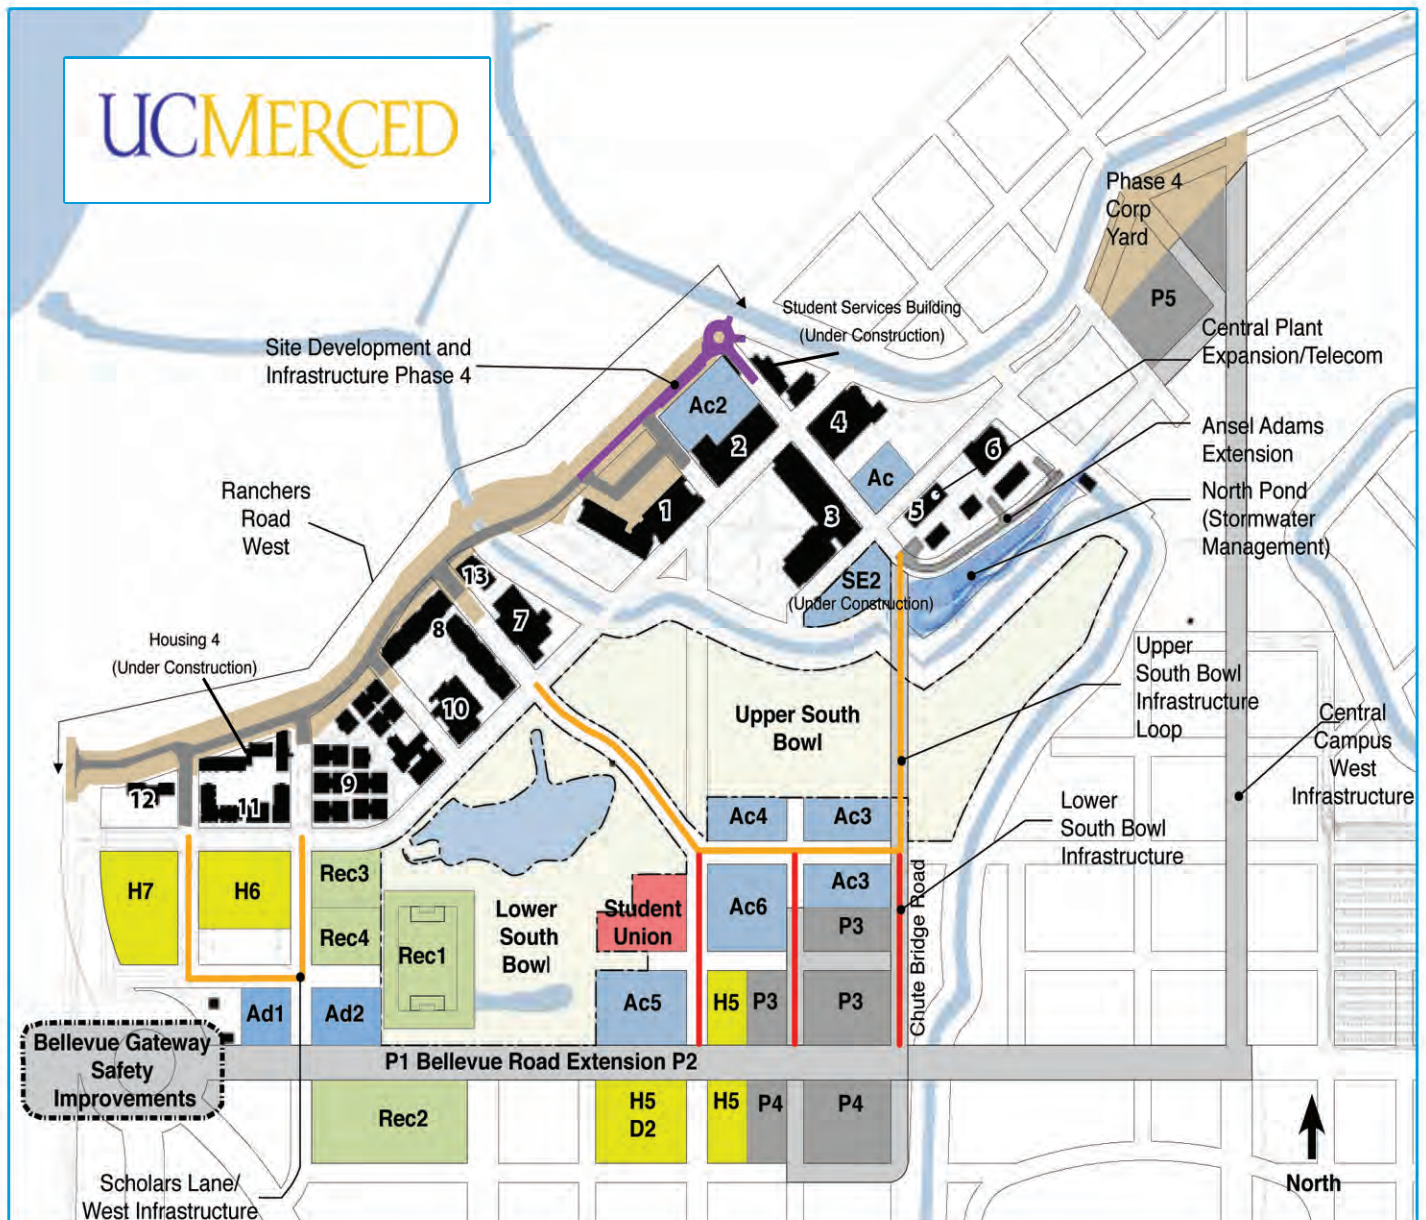 UCMERCED
Phase 4
Corp
Yard
P5
Student Services Building
(Under Construction)
Central Plant
Expansion/Telecom
Site Development and
Infrastructure Phase 4
Ac2
4
2
6
Ansel Adams
Extension
Ac
Ranchers
Road
West
North Pond
(Stormwater
Management)
1
3
5
13
SE2
(Under Construction)
8
7
Housing 4
(Under Construction)
Upper
South Bowl
Infrastructure
Loop
10
Upper South
Bowl
Central
Campus
West
Infrastructure
9
12
11
Ac4
Ac3
Lower
South Bowl
Infrastructure
H7
H6
Rec3
Ac3
Ac6
Lower
South
Bowl
Student
Union
P3
Rec4
Rec1
Chute Bridge Road
Ad1
Ad2
Ac5
H5
P3
P3
Bellevue Gateway
Safety
Improvements
P1 Bellevue Road Extension P2
Rec2
H5
D2
H5
P4
P4
Scholars Lane/
West Infrastructure
North